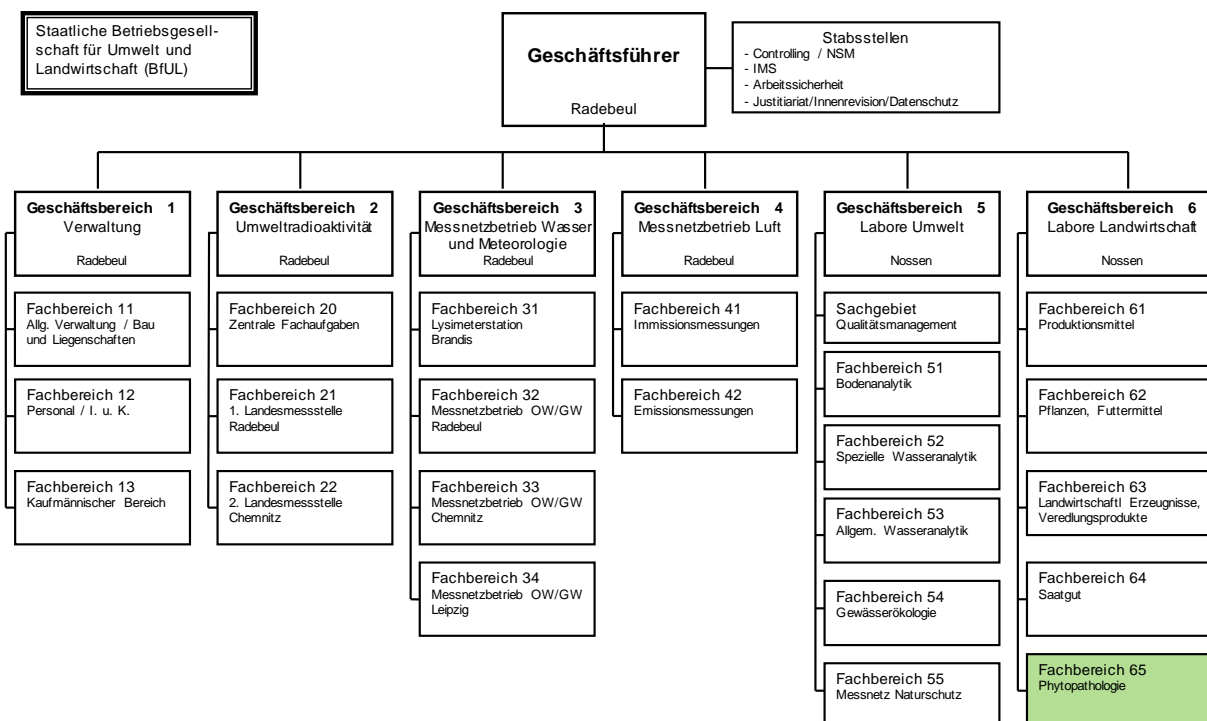 Staatliche Betriebsgesell-
schaft für Umwelt und
Landwirtschaft (BfUL)
Geschäftsführer
Radebeul
Stabsstellen
- Controlling / NSM
- IMS
- Arbeitssicherheit
- Justitiariat/Innenrevision/Datenschutz
Geschäftsbereich 1
Verwaltung
Radebeul
Fachbereich 11
Allg. Verwaltung / Bau
und Liegenschaften
Fachbereich 12
Personal / I. u. K.
Fachbereich 13
Kaufmännischer Bereich
Geschäftsbereich 2
Umweltradioaktivität
Radebeul
Fachbereich 20
Zentrale Fachaufgaben
Fachbereich 21
1. Landesmessstelle
Radebeul
Fachbereich 22
2. Landesmessstelle
Chemnitz
Geschäftsbereich 3
Messnetzbetrieb Wasser
und Meteorologie
Radebeul
Fachbereich 31
Lysimeterstation
Brandis
Fachbereich 32
Messnetzbetrieb OW/GW
Radebeul
Fachbereich 33
Messnetzbetrieb OW/GW
Chemnitz
Fachbereich 34
Messnetzbetrieb OW/GW
Leipzig
Geschäftsbereich 4
Messnetzbetrieb Luft
Radebeul
Fachbereich 41
Immissionsmessungen
Fachbereich 42
Emissionsmessungen
Geschäftsbereich 5
Labore Umwelt
Nossen
Sachgebiet
Qualitätsmanagement
Fachbereich 51
Bodenanalytik
Fachbereich 52
Spezielle Wasseranalytik
Fachbereich 53
Allgem. Wasseranalytik
Fachbereich 54
Gewässerökologie
Fachbereich 55
Messnetz Naturschutz
Geschäftsbereich 6
Labore Landwirtschaft
Nossen
Fachbereich 61
Produktionsmittel
Fachbereich 62
Pflanzen, Futtermittel
Fachbereich 63
Landwirtschaftl Erzeugnisse,
Veredlungsprodukte
Fachbereich 64
Saatgut
Fachbereich 65
Phytopathologie